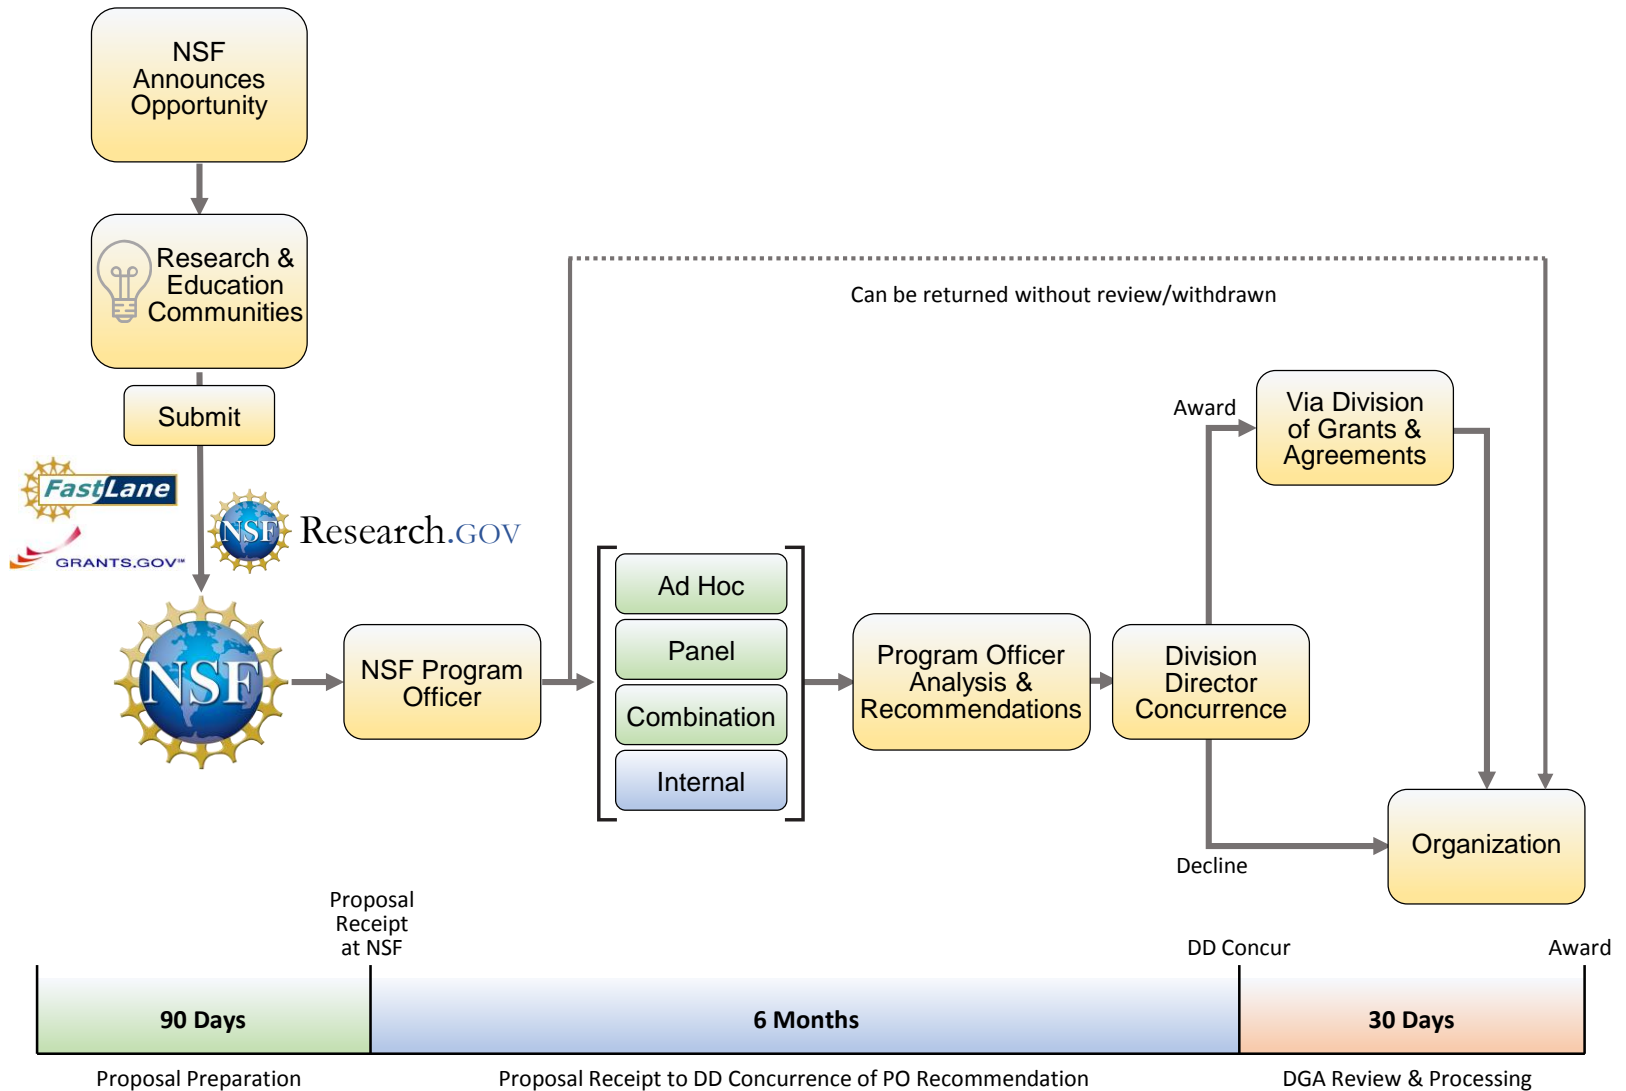 NSF
Announces
Opportunity
Research &
Education
Communities
Submit
FastLane
GRANTS.GOV™
NSF Research.GOV
NSF
NSF Program
Officer
Can be returned without review/withdrawn
Ad Hoc
Panel
Combination
Internal
Program Officer
Analysis &
Recommendations
Division
Director
Concurrence
Award
Via Division
of Grants &
Agreements
Decline
Organization
Proposal
Receipt
at NSF
DD Concur
Award
90 Days
6 Months
30 Days
Proposal Preparation
Proposal Receipt to DD Concurrence of PO Recommendation
DGA Review & Processing